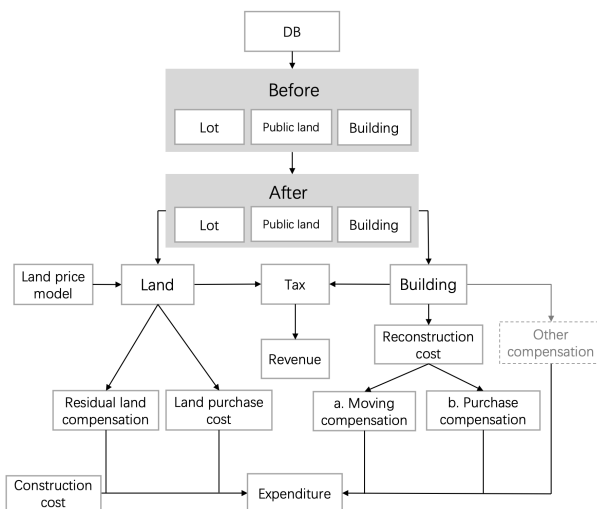 DB
Before
Lot
Public land
Building
After
Lot
Public land
Building
Land price
model
Land
Tax
Building
Revenue
Reconstruction
cost
Other
compensation
Residual land
compensation
Land purchase
cost
a. Moving
compensation
b. Purchase
compensation
Construction
cost
Expenditure